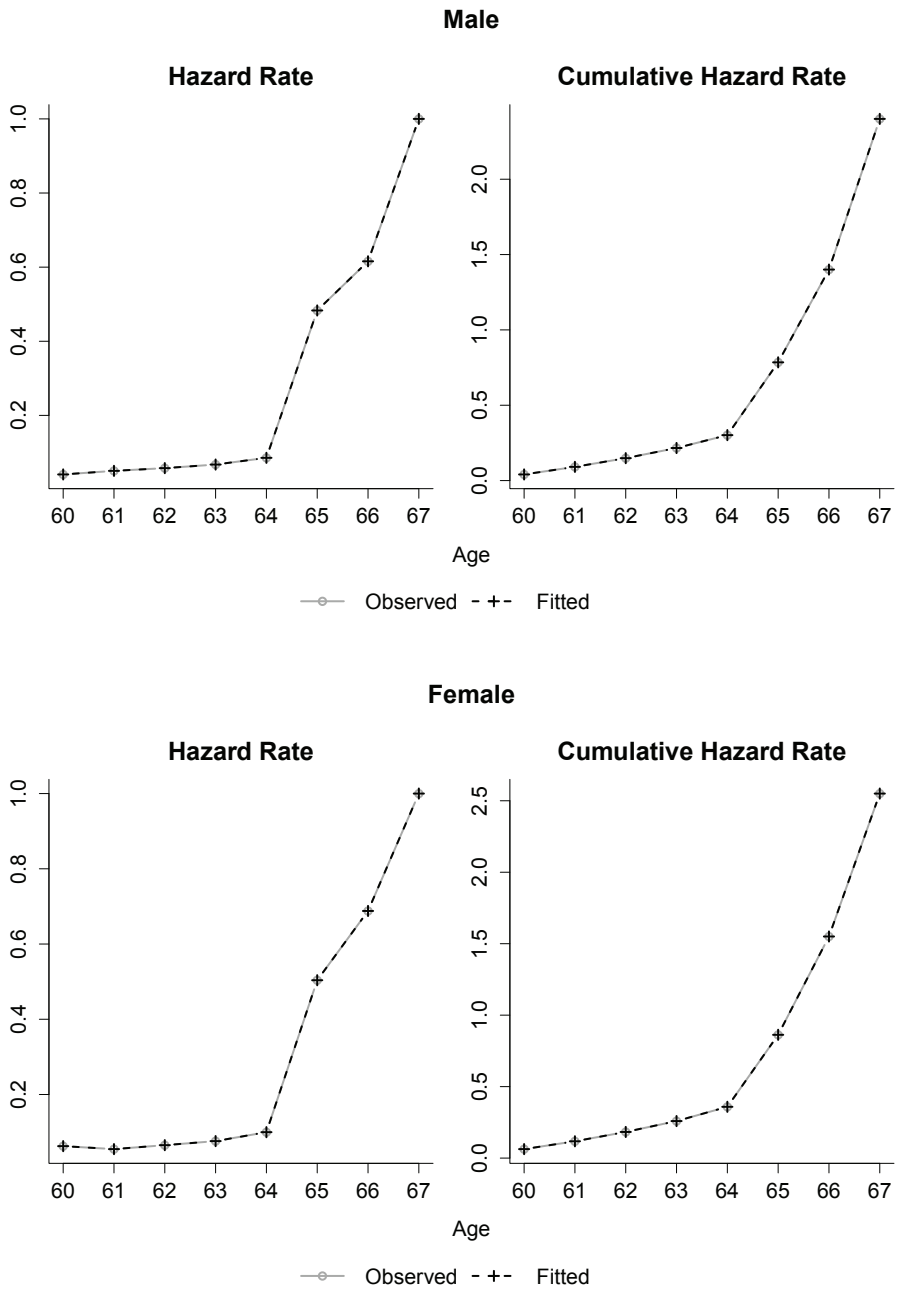 Male
Hazard Rate
Cumulative Hazard Rate
1.0
0.8
0.6
0.4
0.2
60 61 62 63 64 65 66 67
2.0
1.5
1.0
0.5
0.0
60 61 62 63 64 65 66 67
Age
Observed Fitted
Female
Hazard Rate
Cumulative Hazard Rate
1.0
0.8
0.6
0.4
0.2
60 61 62 63 64 65 66 67
2.5
2.0
1.5
1.0
0.5
0.0
60 61 62 63 64 65 66 67
Age
Observed Fitted